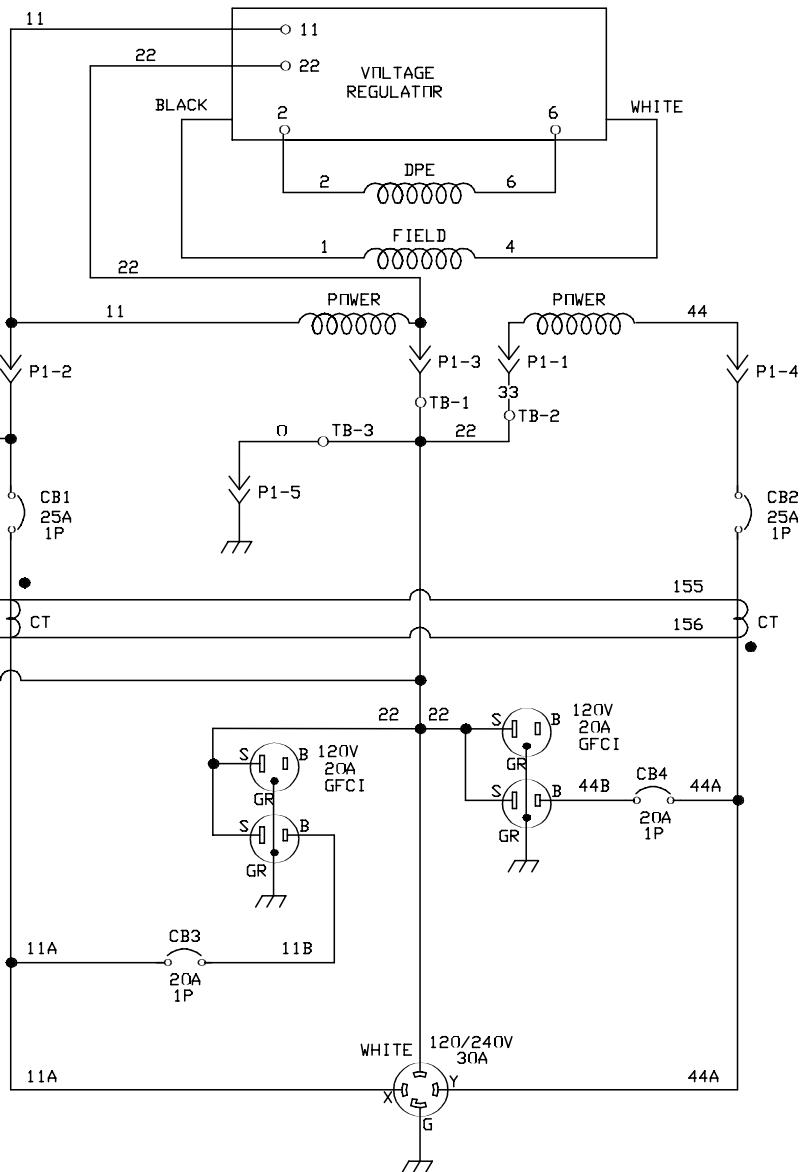 11
11
22
22
VOLTAGE
REGULATOR
BLACK
WHITE
2
6
DPE
2
6
FIELD
1
4
22
POWER
POWER
11
44
P1-2
P1-3
P1-1
P1-4
33
TB-1
TB-2
0
TB-3
22
P1-5
CB1
25A
1P
CB2
25A
1P
155
CT
156
CT
22
22
S
B
120V
20A
GFCI
GR
S
B
120V
20A
GFCI
GR
S
B
44B
CB4
44A
20A
1P
GR
S
B
GR
11A
CB3
11B
20A
1P
WHITE
120/240V
30A
11A
X
Y
44A
G